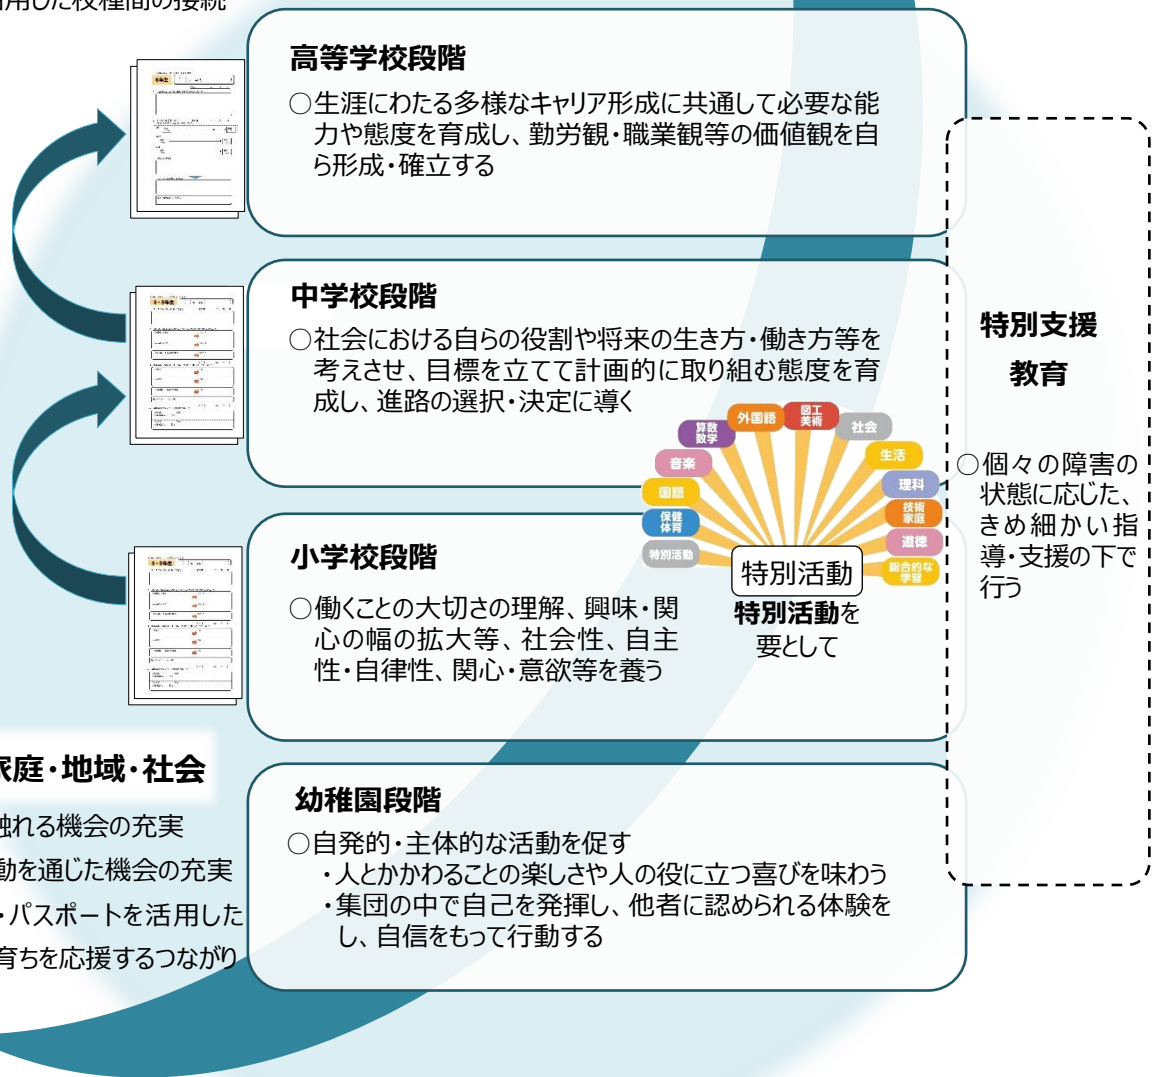 用した校種間の接続
高等学校段階
○生涯にわたる多様なキャリア形成に共通して必要な能
力や態度を育成し、勤労観・職業観等の価値観を自
ら形成・確立する
中学校段階
○社会における自らの役割や将来の生き方・働き方等を
考えさせ、目標を立てて計画的に取り組む態度を育
成し、進路の選択・決定に導く
特別支援
教育
○個々の障害の
状態に応じた、
きめ細かい指
導・支援の下で
行う
外国語
図工
美術
算数
数学
社会
音楽
生活
国語
理科
保健
体育
技術
家庭
特別活動
道徳
総合的な
学習
特別活動
特別活動を
要として
小学校段階
○働くことの大切さの理解、興味・関
心の幅の拡大等、社会性、自主
性・自律性、関心・意欲等を養う
家庭・地域・社会
触れる機会の充実
動を通じた機会の充実
・パスポートを活用した
育ちを応援するつながり
幼稚園段階
○自発的・主体的な活動を促す
・人とかかわることの楽しさや人の役に立つ喜びを味わう
・集団の中で自己を発揮し、他者に認められる体験を
し、自信をもって行動する